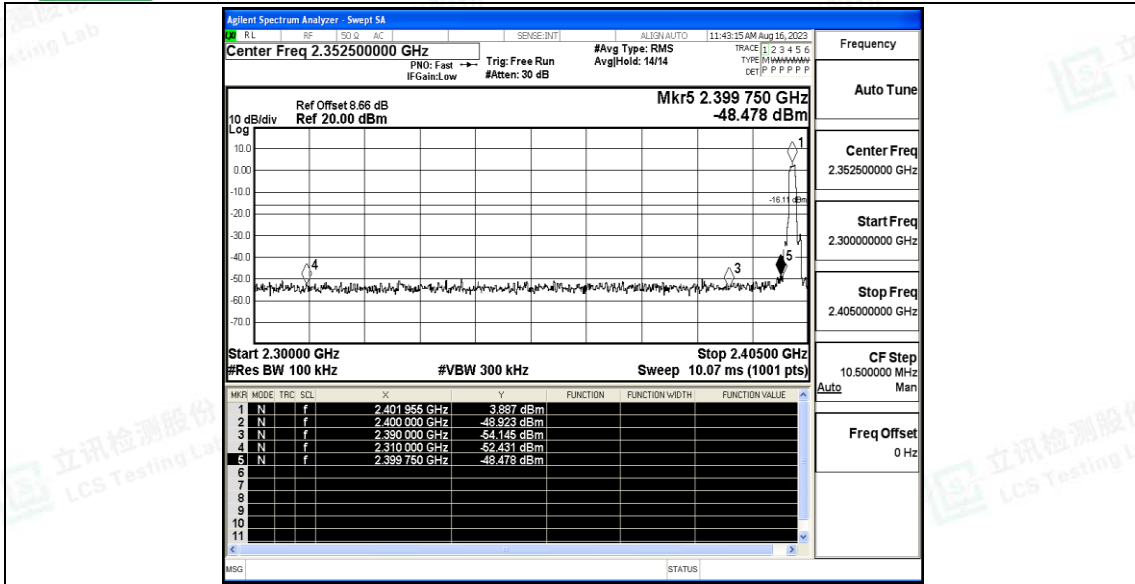 Agilent Spectrum Analyzer - Swept SA
LXI RL RF 50 Ω AC SENSE:INT ALIGN AUTO 11:43:15 AM Aug 16, 2023
Center Freq 2.352500000 GHz
PNO: Fast
IFGain:Low
Trig: Free Run
#Atten: 30 dB
#Avg Type: RMS
Avg|Hold: 14/14
TRACE 1 2 3 4 5 6
TYPE M
DET P P P P P P
Mkr5 2.399 750 GHz
-48.478 dBm
Ref Offset 8.66 dB
Ref 20.00 dBm
10 dB/div
Log
10.0
0.00
-10.0
-20.0
-30.0
-40.0
-50.0
-60.0
-70.0
1
-16.11 dBm
4
3
5
Start 2.30000 GHz Stop 2.40500 GHz
#Res BW 100 kHz #VBW 300 kHz Sweep 10.07 ms (1001 pts)
MKR MODE TRC SCL X Y FUNCTION FUNCTION WIDTH FUNCTION VALUE
1 N f 2.401 955 GHz 3.887 dBm
2 N f 2.400 000 GHz -48.923 dBm
3 N f 2.390 000 GHz -54.145 dBm
4 N f 2.310 000 GHz -52.431 dBm
5 N f 2.399 750 GHz -48.478 dBm
6
7
8
9
10
11
MSG STATUS
Frequency
Auto Tune
Center Freq
2.352500000 GHz
Start Freq
2.300000000 GHz
Stop Freq
2.405000000 GHz
CF Step
10.500000 MHz
Auto Man
Freq Offset
0 Hz
立讯检测股份
LCS Testing Lab
立讯检测股份
LCS Testing L